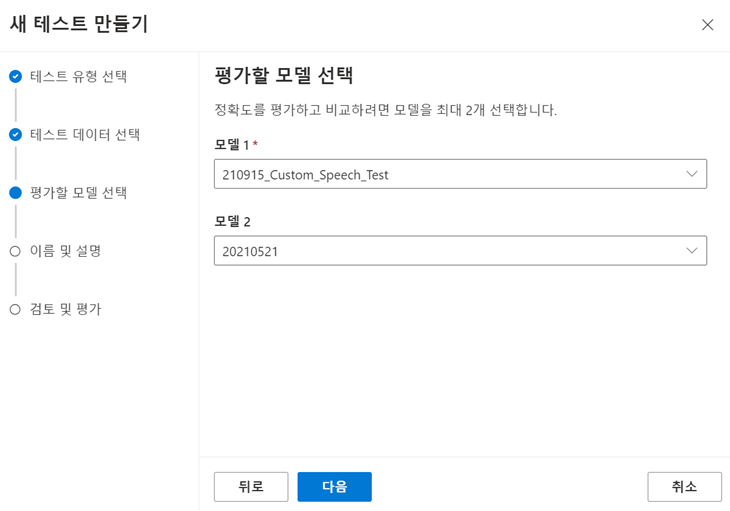 새 테스트 만들기
테스트 유형 선택
테스트 데이터 선택
평가할 모델 선택
이름 및 설명
검토 및 평가
평가할 모델 선택
정확도를 평가하고 비교하려면 모델을 최대 2개 선택합니다.
모델 1 *
210915_Custom_Speech_Test
모델 2
20210521
뒤로
다음
취소